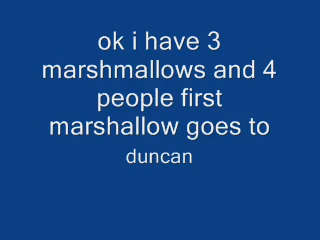 ok i have 3
marshmallows and 4
people first
marshallow goes to
duncan